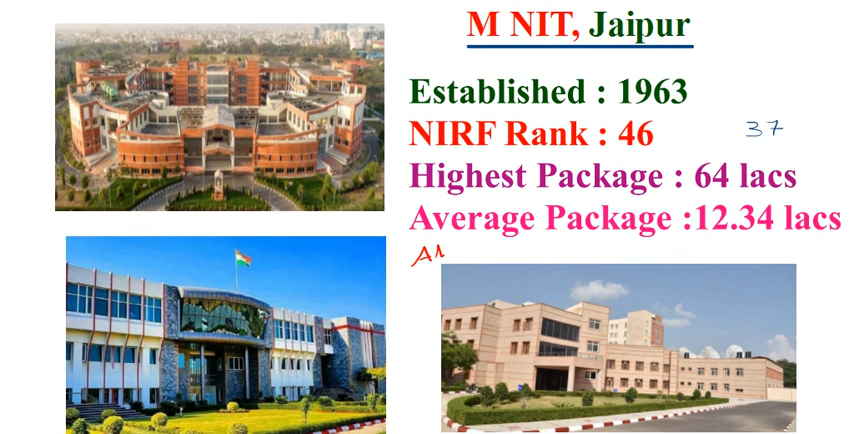 M NIT, Jaipur
Established : 1963
NIRF Rank : 46
37
Highest Package : 64 lacs
Average Package :12.34 lacs